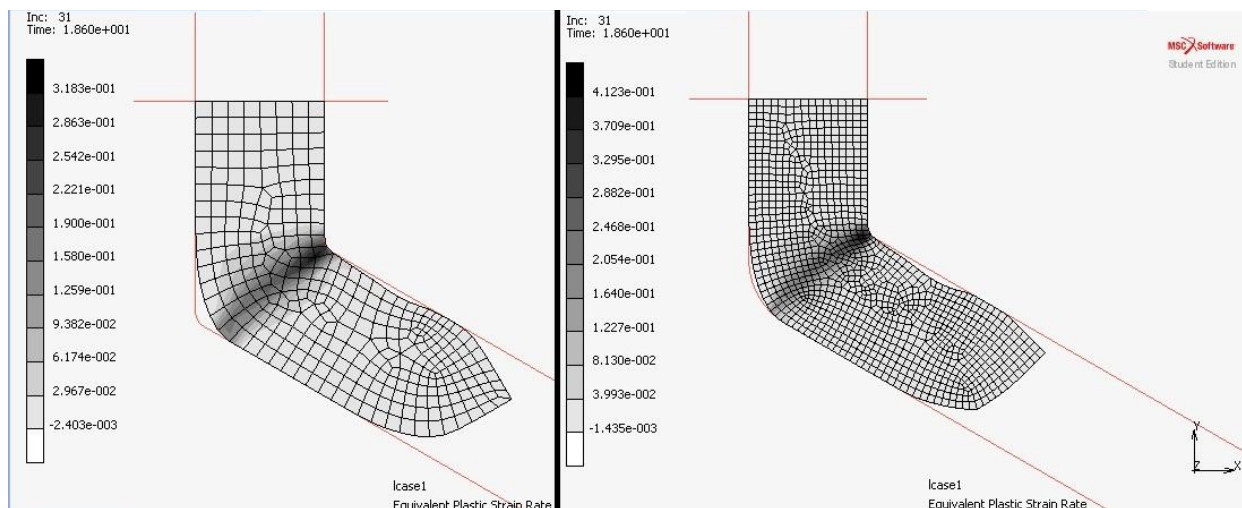 Inc: 31
Time: 1.860e+001
3.183e-001
2.863e-001
2.542e-001
2.221e-001
1.900e-001
1.580e-001
1.259e-001
9.382e-002
6.174e-002
2.967e-002
-2.403e-003
lcase1
Equivalent Plastic Strain Rate
Inc: 31
Time: 1.860e+001
MSC Software
Student Edition
4.123e-001
3.709e-001
3.295e-001
2.882e-001
2.468e-001
2.054e-001
1.640e-001
1.227e-001
8.130e-002
3.993e-002
-1.435e-003
Y
Z X
lcase1
Equivalent Plastic Strain Rate